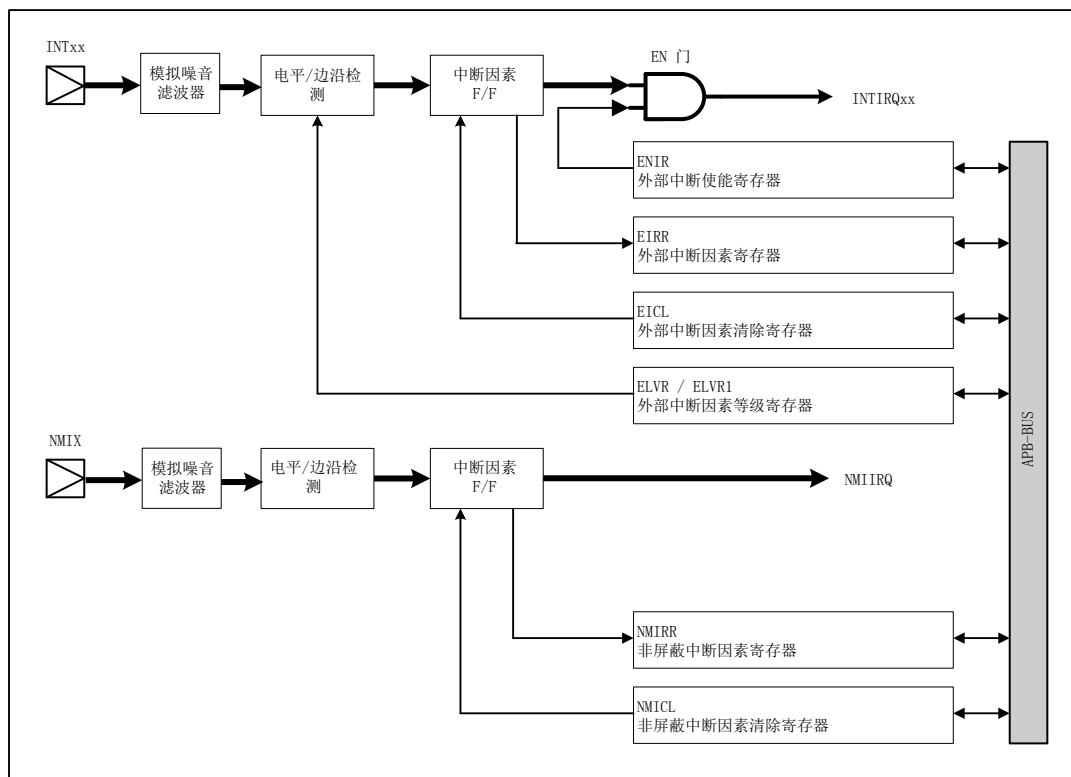 INTxx
模拟噪音
滤波器
电平/边沿检
测
中断因素
F/F
EN 门
INTIRQxx
ENIR
外部中断使能寄存器
EIRR
外部中断因素寄存器
EICL
外部中断因素清除寄存器
ELVR / ELVR1
外部中断因素等级寄存器
APB-BUS
NMIX
模拟噪音
滤波器
电平/边沿检
测
中断因素
F/F
NMIIRQ
NMIRR
非屏蔽中断因素寄存器
NMICL
非屏蔽中断因素清除寄存器